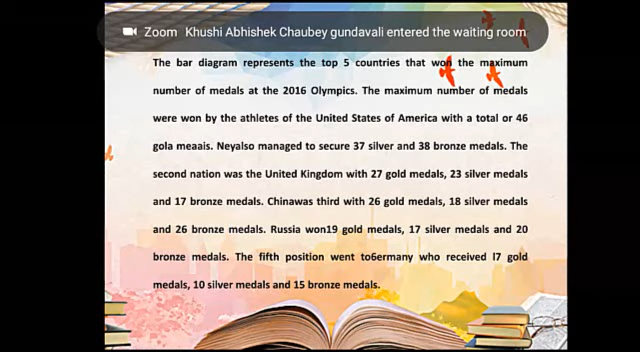 Zoom Khushi Abhishek Chaubey gundavali entered the waiting room
The bar diagram represents the top 5 countries that won the maximum
number of medals at the 2016 Olympics. The maximum number of medals
were won by the athletes of the United States of America with a total or 46
gola meaais. Neyalso managed to secure 37 silver and 38 bronze medals. The
second nation was the United Kingdom with 27 gold medals, 23 silver medals
and 17 bronze medals. Chinawas third with 26 gold medals, 18 silver medals
and 26 bronze medals. Russia won19 gold medals, 17 silver medals and 20
bronze medals. The fifth position went to6ermany who received l7 gold
medals, 10 silver medals and 15 bronze medals.